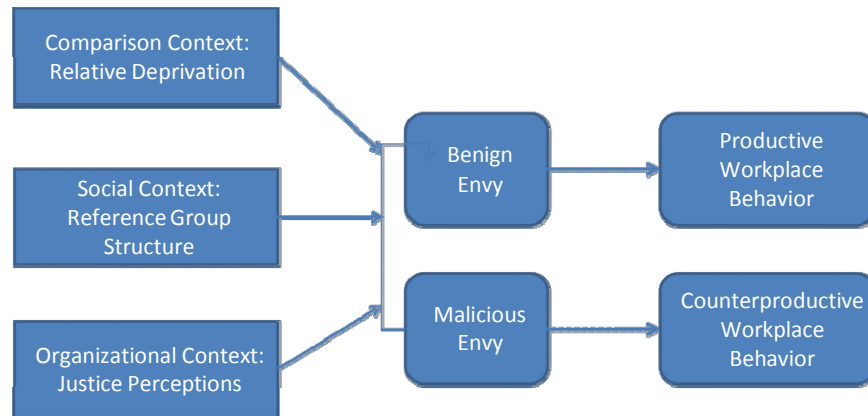 Comparison Context:
Relative Deprivation
Social Context:
Reference Group
Structure
Organizational Context:
Justice Perceptions
Benign
Envy
Malicious
Envy
Productive
Workplace
Behavior
Counterproductive
Workplace
Behavior